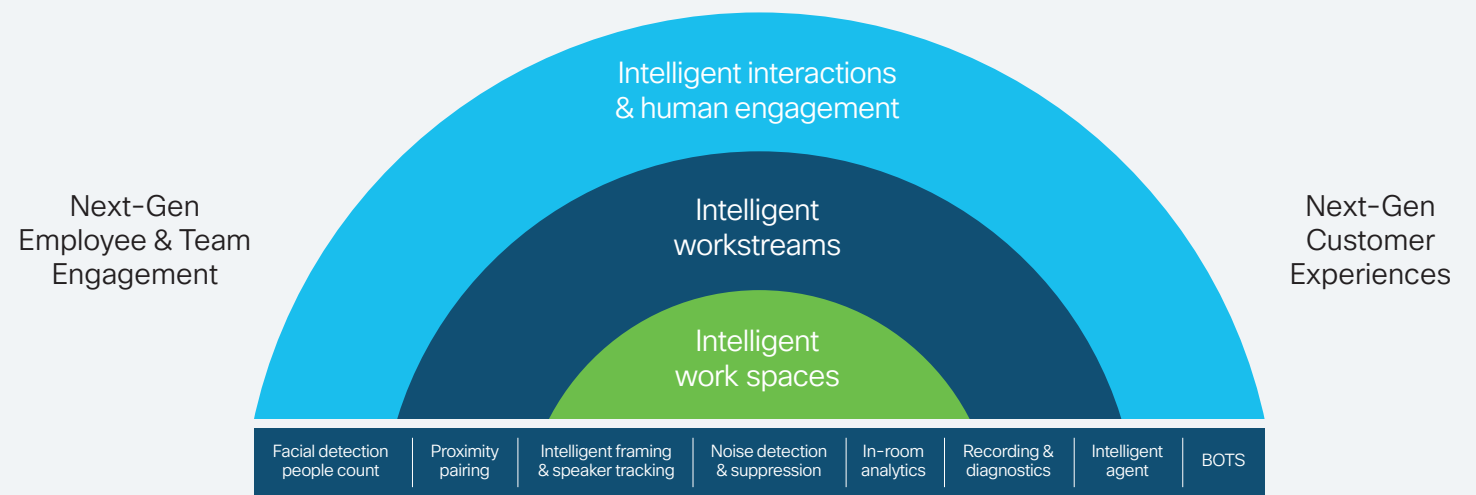 Intelligent interactions
& human engagement
Next-Gen
Employee & Team
Engagement
Intelligent
workstreams
Next-Gen
Customer
Experiences
Intelligent
work spaces
Facial detection
people count
Proximity
pairing
Intelligent framing
& speaker tracking
Noise detection
& suppression
In-room
analytics
Recording &
diagnostics
Intelligent
agent
BOTS